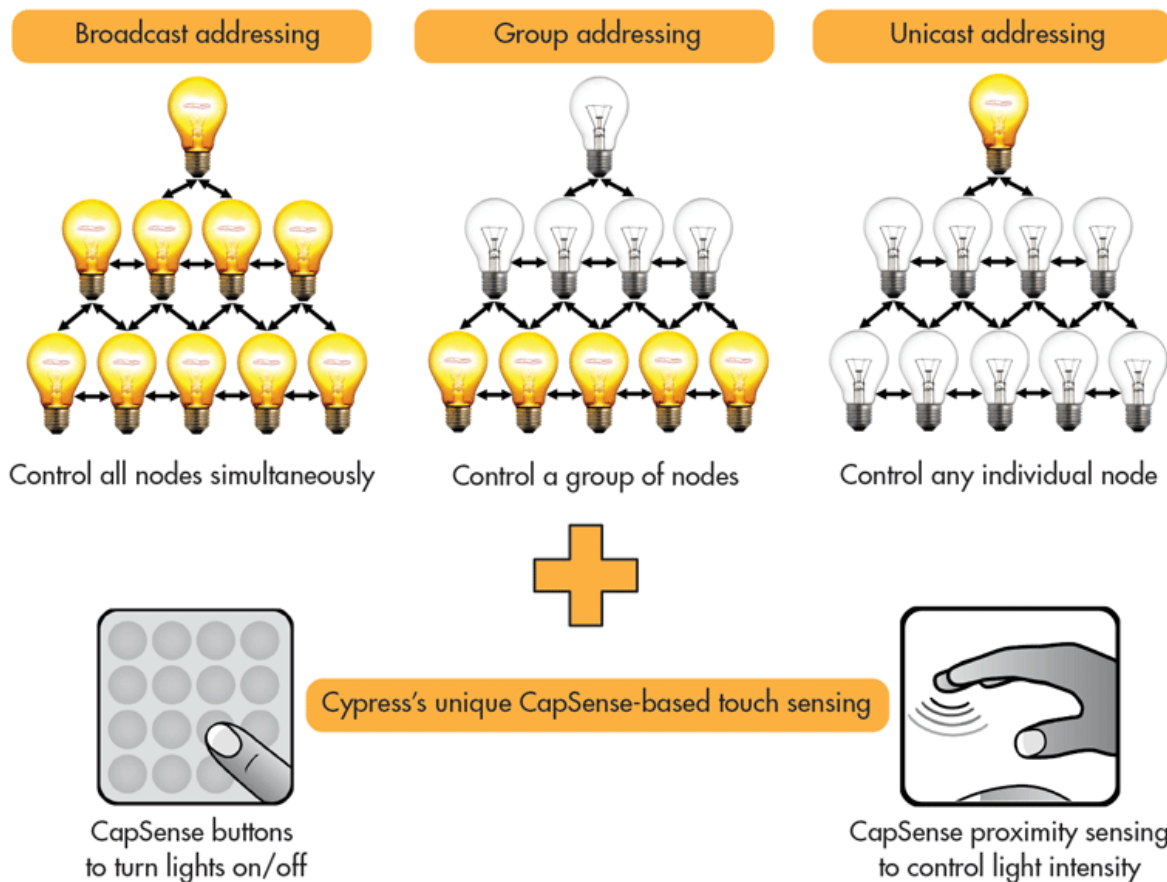 Broadcast addressing
Group addressing
Unicast addressing
Control all nodes simultaneously
Control a group of nodes
Control any individual node
Cypress's unique CapSense-based touch sensing
CapSense buttons
to turn lights on/off
CapSense proximity sensing
to control light intensity